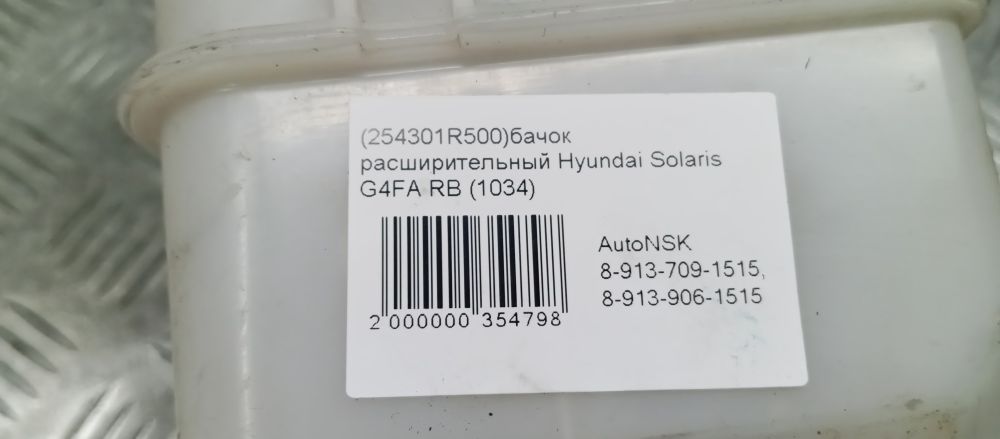 (254301R500)бачок
расширительный Hyundai Solaris
G4FA RB (1034)
AutoNSK
8-913-709-1515,
8-913-906-1515
2 000000 354798